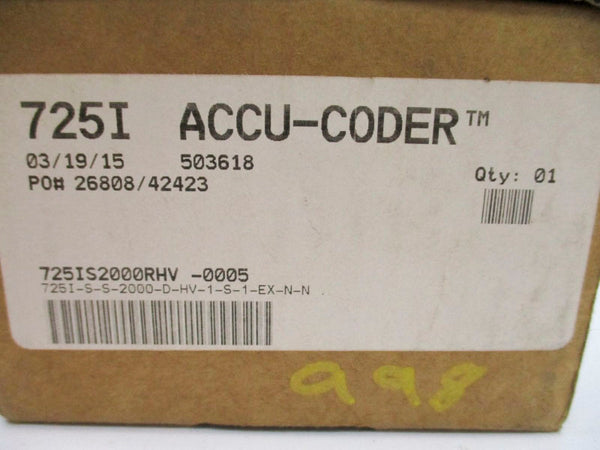 725I ACCU-CODER™
03/19/15 503618
PO# 26808/42423
Qty: 01
725IS2000RHV -0005
725I-S-S-2000-D-HV-1-S-1-EX-N-N
998